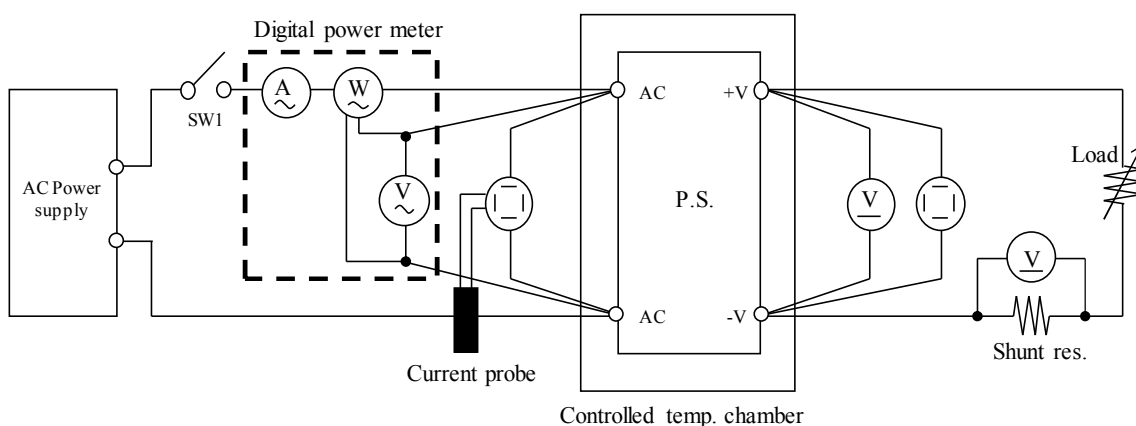 Digital power meter
A
W
SW1
AC Power
supply
V
AC
+V
P.S.
V
Load
V
AC
-V
Shunt res.
Current probe
Controlled temp. chamber